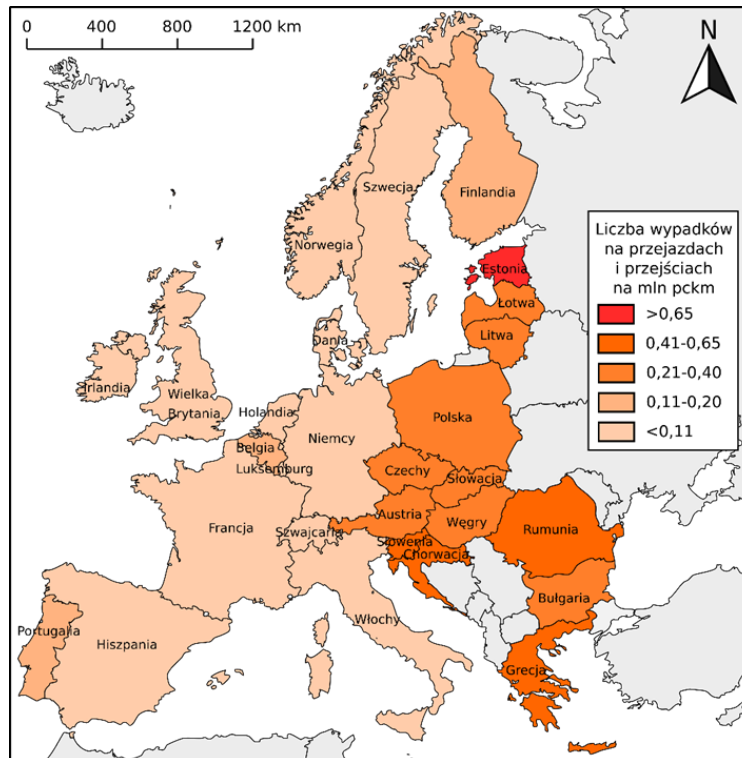 0 400 800 1200 km
N
Szwecja
Finlandia
Norwegia
Liczba wypadków
na przejazdach
i przejściach
na mln pckm
>0,65
0,41-0,65
0,21-0,40
0,11-0,20
<0,11
Estonia
Łotwa
Litwa
Dania
Irlandia
Wielka
Brytania
Holandia
Polska
Niemcy
Belgia
Luksemburg
Czechy
Słowacja
Austria
Węgry
Francja
Szwajcaria
Rumunia
Słowenia
Chorwacja
Bułgaria
Włochy
Portugalia
Hiszpania
Grecja